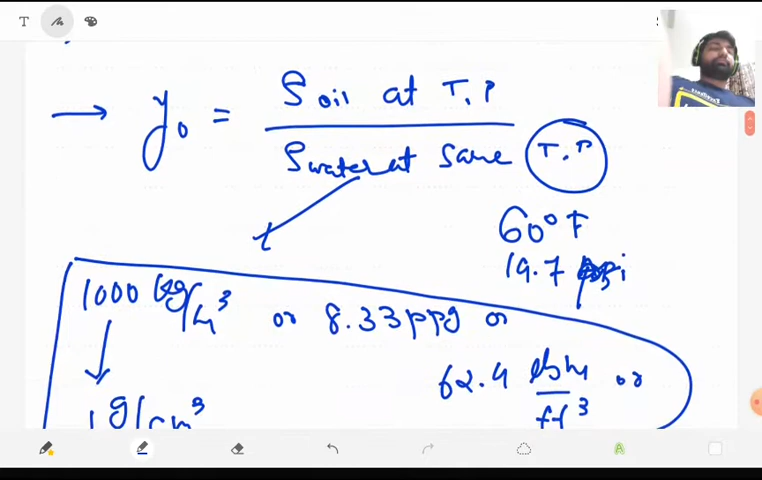 → γo = ρoil at T.P
ρwater at same T.P
60°F
14.7 psi
1000 kg/m³ or 8.33 ppg or
62.4 lbm/ft³ or
1 g/cm³